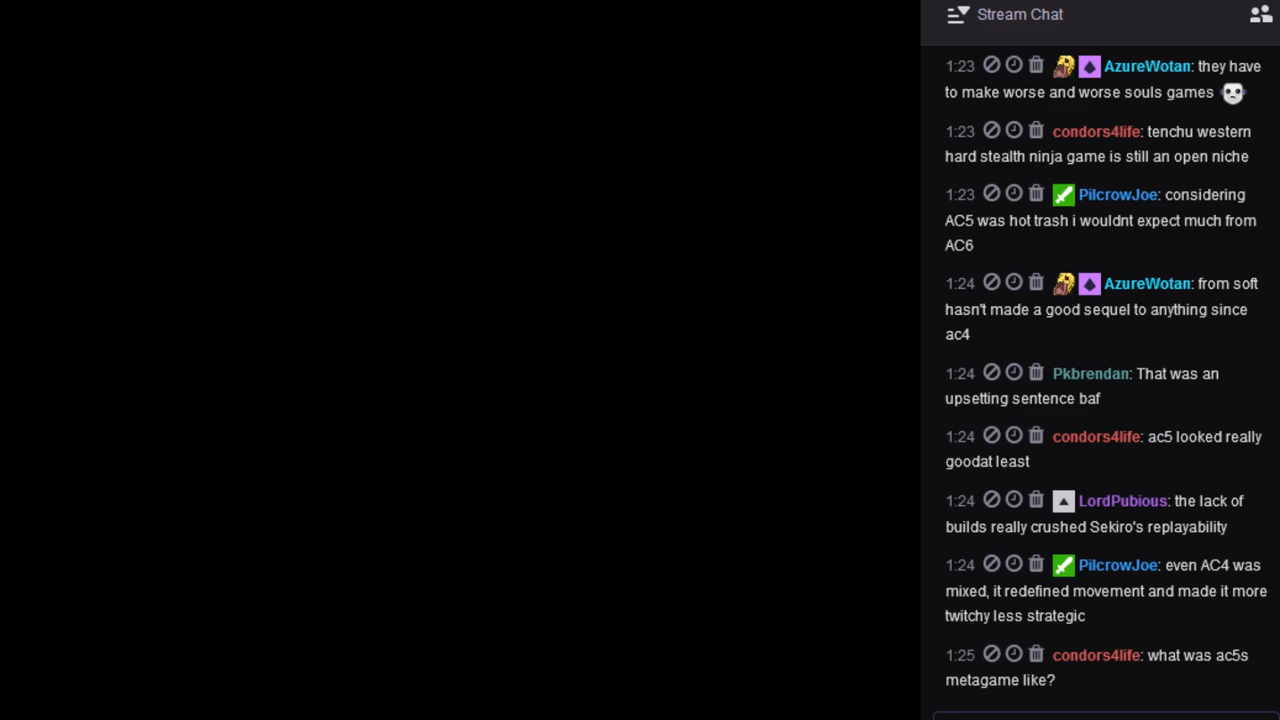 Stream Chat
1:23 AzureWotan: they have
to make worse and worse souls games
1:23 condors4life: tenchu western
hard stealth ninja game is still an open niche
1:23 PilcrowJoe: considering
AC5 was hot trash i wouldnt expect much from
AC6
1:24 AzureWotan: from soft
hasn't made a good sequel to anything since
ac4
1:24 Pkbrendan: That was an
upsetting sentence baf
1:24 condors4life: ac5 looked really
goodat least
1:24 LordPubious: the lack of
builds really crushed Sekiro's replayability
1:24 PilcrowJoe: even AC4 was
mixed, it redefined movement and made it more
twitchy less strategic
1:25 condors4life: what was ac5s
metagame like?